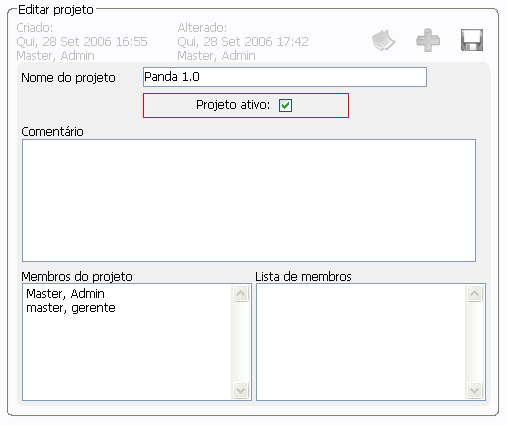 Editar projeto
Criado:
Qui, 28 Set 2006 16:55
Master, Admin
Alterado:
Qui, 28 Set 2006 17:42
Master, Admin
Nome do projeto
Panda 1.0
Projeto ativo:
Comentário
Membros do projeto
Master, Admin
master, gerente
Lista de membros